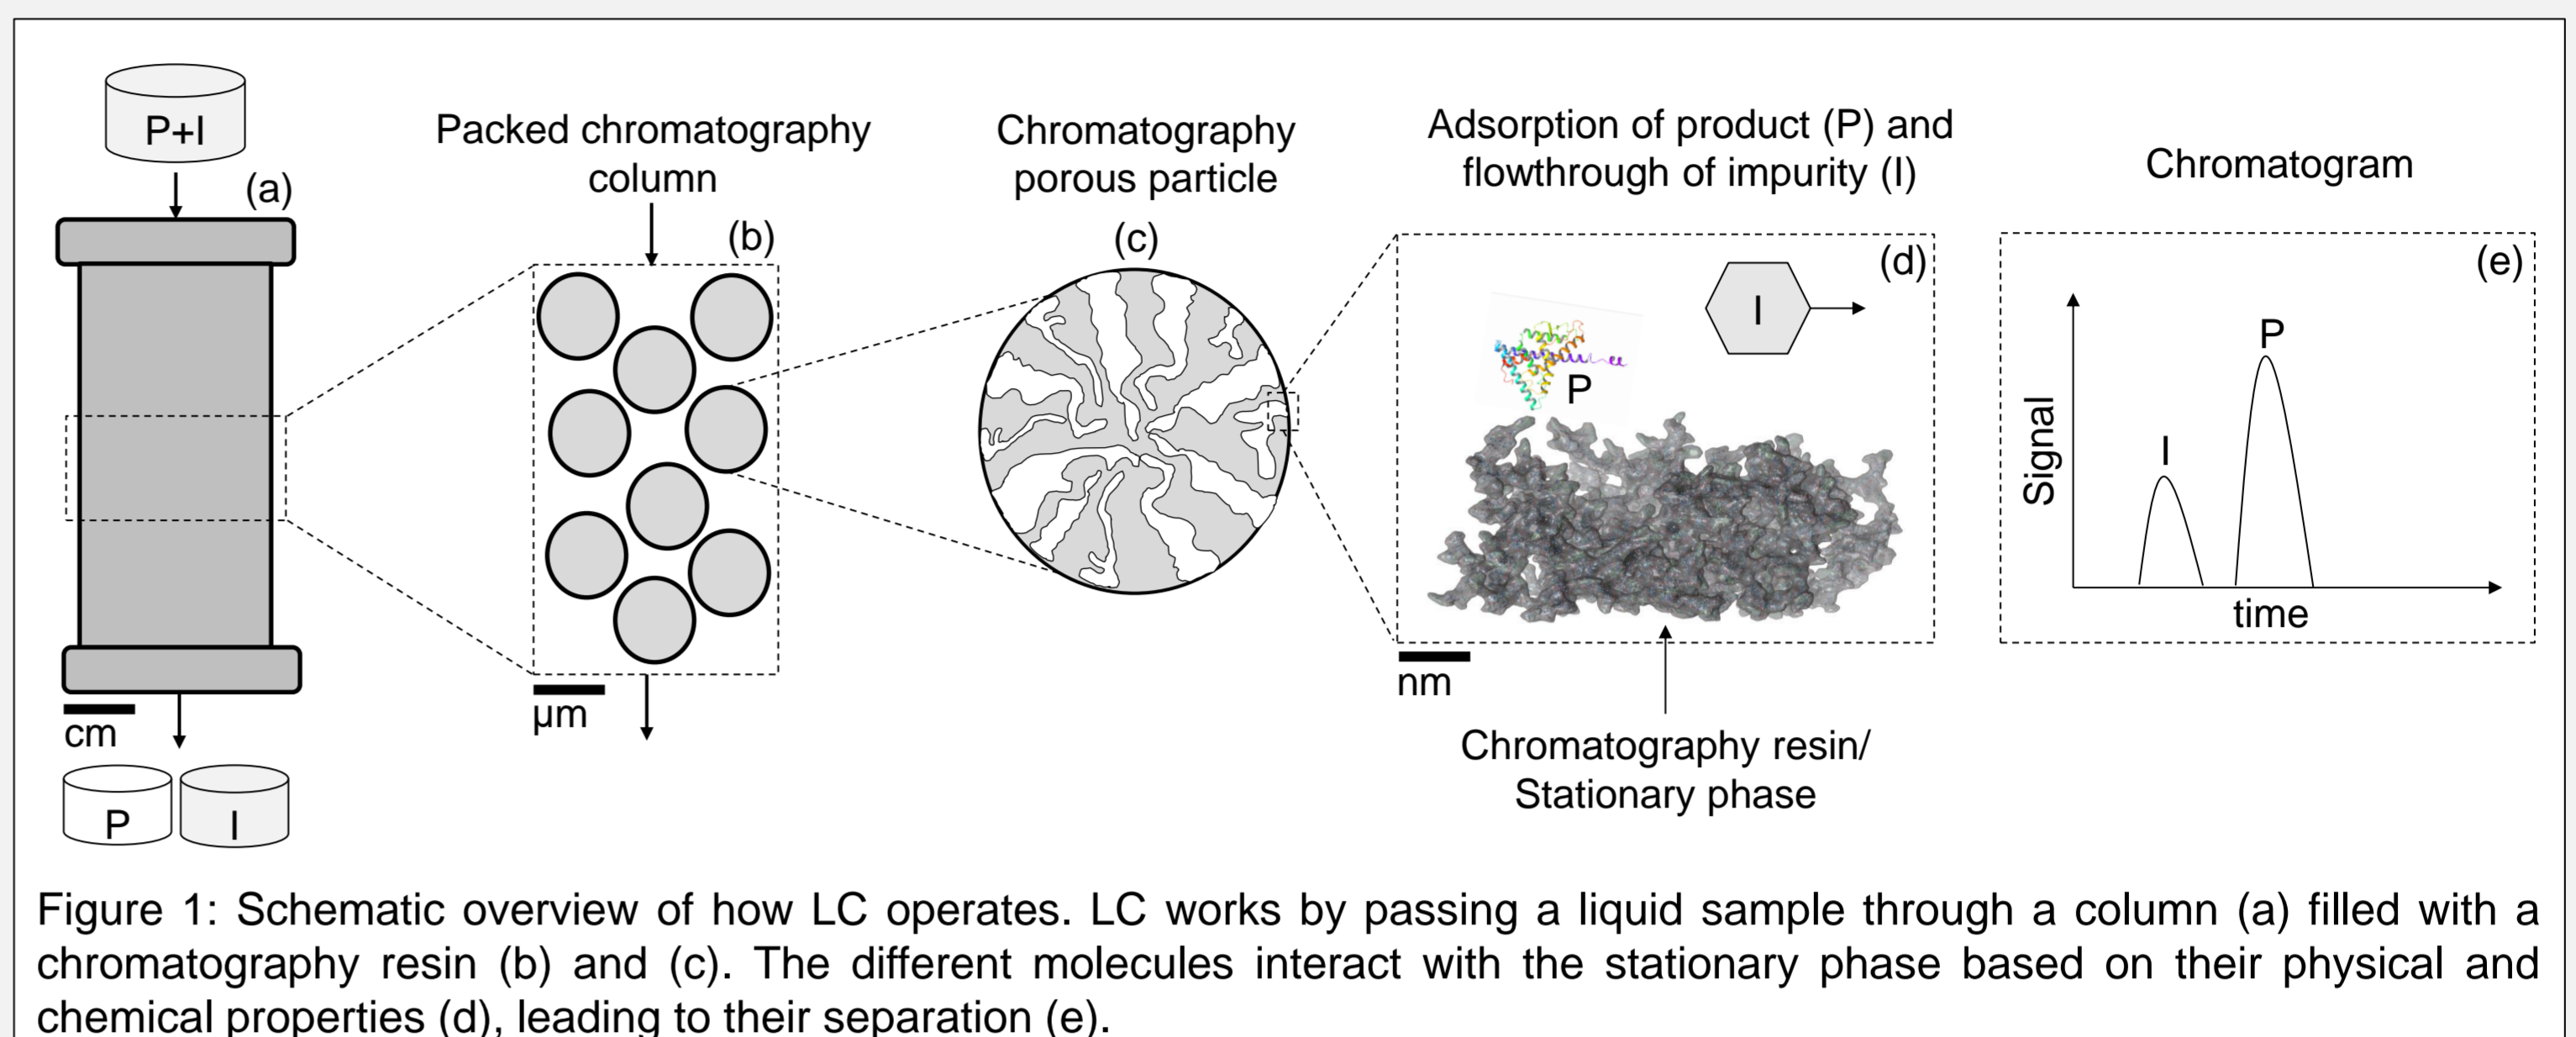 P+I
(a)
cm
P
I
Packed chromatography
column
(b)
µm
Chromatography
porous particle
(c)
Adsorption of product (P) and
flowthrough of impurity (I)
(d)
I
P
nm
Chromatography resin/
Stationary phase
Chromatogram
(e)
Signal
I
P
time
Figure 1: Schematic overview of how LC operates. LC works by passing a liquid sample through a column (a) filled with a
chromatography resin (b) and (c). The different molecules interact with the stationary phase based on their physical and
chemical properties (d), leading to their separation (e).